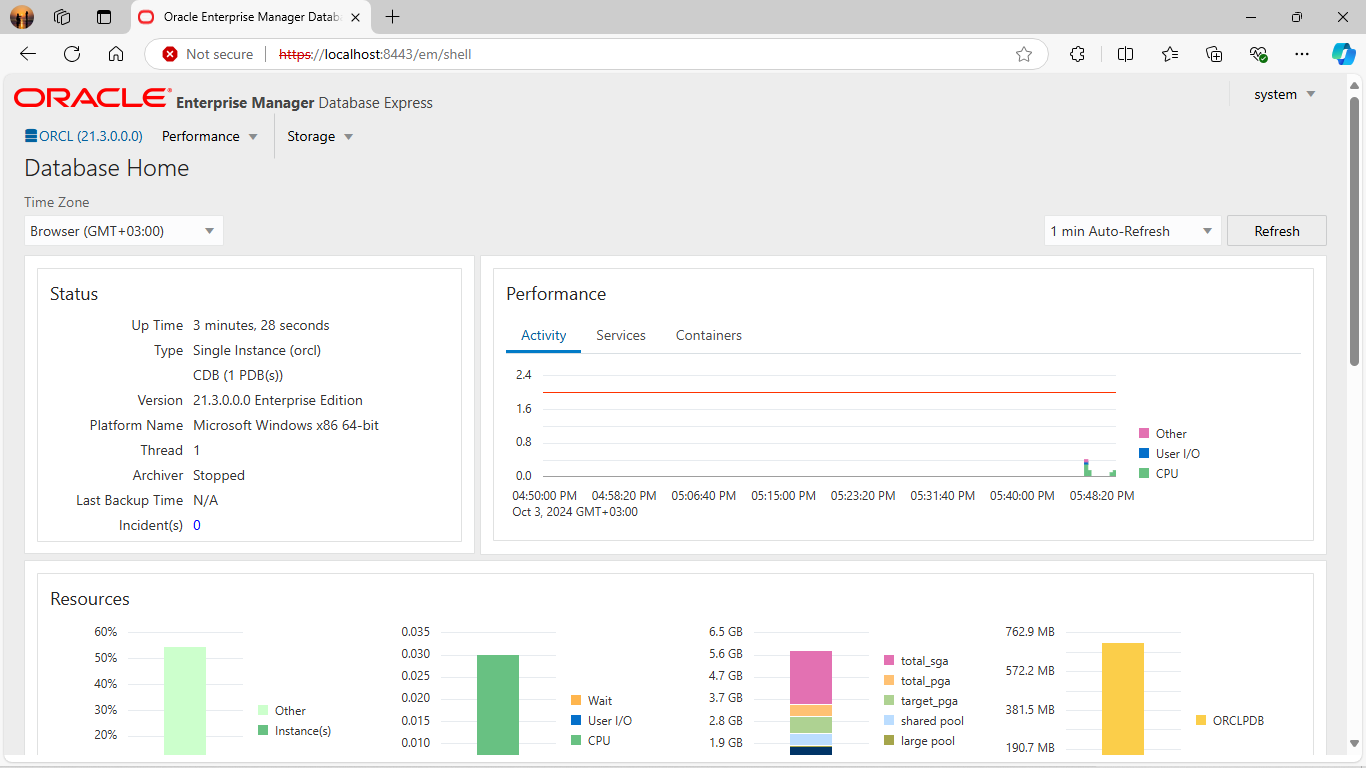 Oracle Enterprise Manager Datab
Not secure
https://localhost:8443/em/shell
ORACLE Enterprise Manager Database Express
system
ORCL (21.3.0.0.0)
Performance
Storage
Database Home
Time Zone
Browser (GMT+03:00)
1 min Auto-Refresh
Refresh
Status
Up Time 3 minutes, 28 seconds
Type Single Instance (orcl)
CDB (1 PDB(s))
Version 21.3.0.0.0 Enterprise Edition
Platform Name Microsoft Windows x86 64-bit
Thread 1
Archiver Stopped
Last Backup Time N/A
Incident(s) 0
Performance
Activity Services Containers
2.4
1.6
0.8
0.0
04:50:00 PM 04:58:20 PM 05:06:40 PM 05:15:00 PM 05:23:20 PM 05:31:40 PM 05:40:00 PM 05:48:20 PM
Oct 3, 2024 GMT+03:00
Other
User I/O
CPU
Resources
60%
50%
40%
30%
20%
Other
Instance(s)
0.035
0.030
0.025
0.020
0.015
0.010
Wait
User I/O
CPU
6.5 GB
5.6 GB
4.7 GB
3.7 GB
2.8 GB
1.9 GB
total_sga
total_pga
target_pga
shared pool
large pool
762.9 MB
572.2 MB
381.5 MB
190.7 MB
ORCLPDB